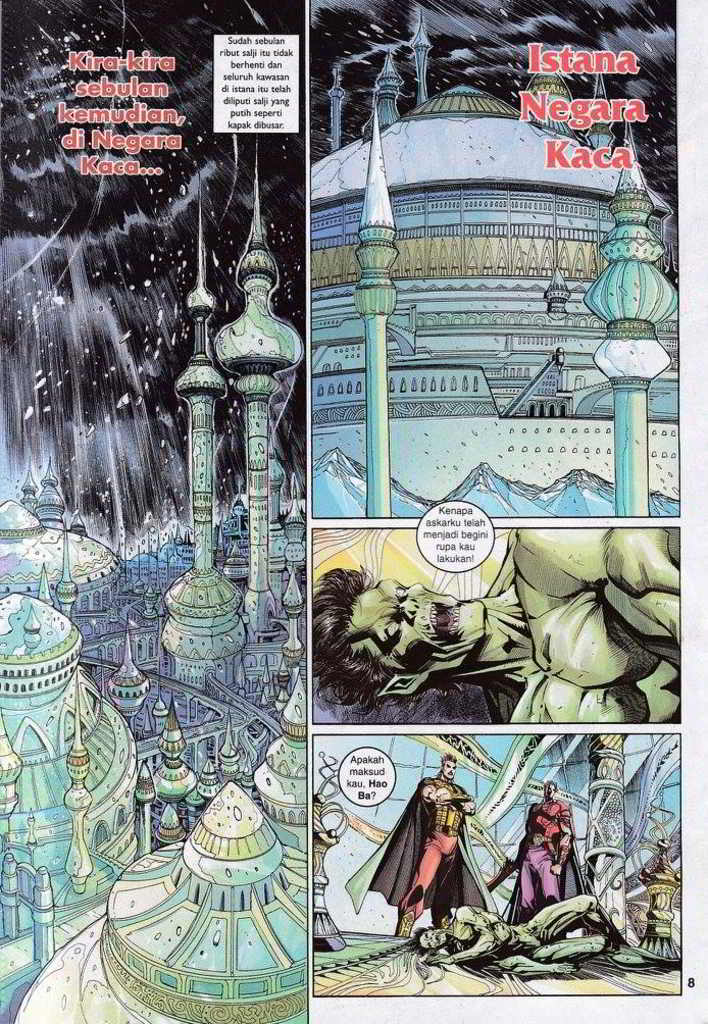 Kira-kira
sebulan
kemudian,
di Negara
Kaca...
Sudah sebulan
ribut salji itu tidak
berhenti dan
seluruh kawasan
di istana itu telah
diliputi salji yang
putih seperti
kapak dibusar.
Istana
Negara
Kaca
Kenapa
askarku telah
menjadi begini
rupa kau
lakukan!
Apakah
maksud
kau, Hao
Ba?
8